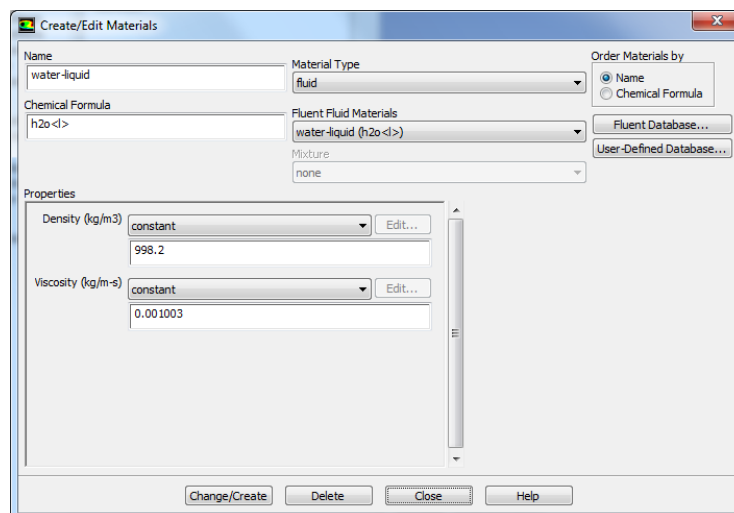 Create/Edit Materials
Name
water-liquid
Material Type
fluid
Order Materials by
Name
Chemical Formula
Chemical Formula
h2o<l>
Fluent Fluid Materials
water-liquid (h2o<l>)
Fluent Database...
User-Defined Database...
Mixture
none
Properties
Density (kg/m3) constant Edit...
998.2
Viscosity (kg/m-s) constant Edit...
0.001003
Change/Create Delete Close Help